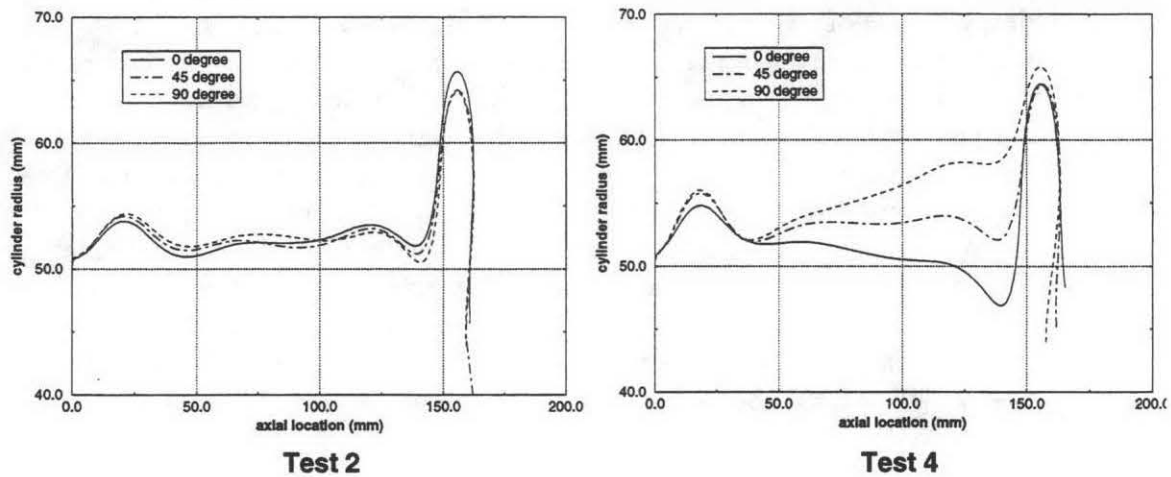 70.0
0 degree
45 degree
90 degree
60.0
cylinder radius (mm)
50.0
40.0
0.0 50.0 100.0 150.0 200.0
axial location (mm)
Test 2
70.0
0 degree
45 degree
90 degree
60.0
cylinder radius (mm)
50.0
40.0
0.0 50.0 100.0 150.0 200.0
axial location (mm)
Test 4